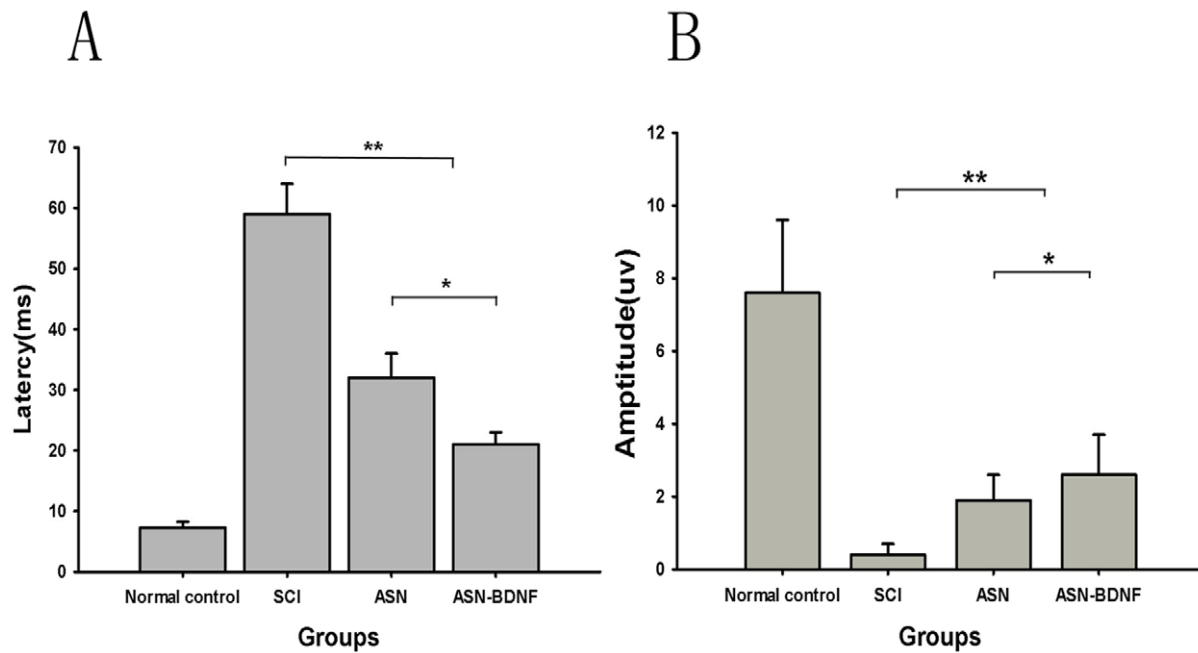 A
B
Latercy(ms)
70
60
50
40
30
20
10
0
**
*
Normal control
SCI
ASN
ASN-BDNF
Groups
Amptitude(uv)
12
10
8
6
4
2
0
**
*
Normal control
SCI
ASN
ASN-BDNF
Groups